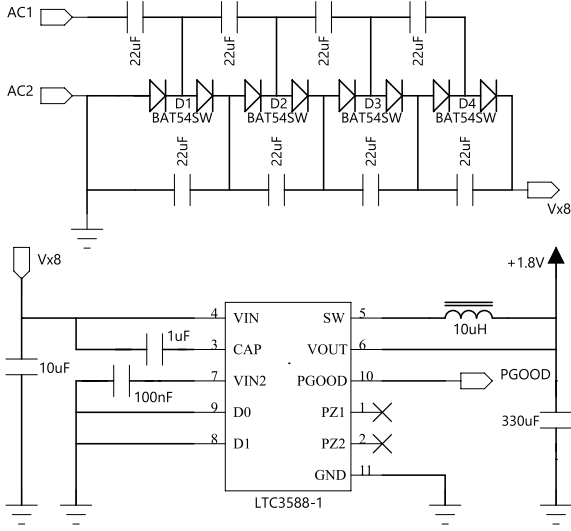 AC1
22uF
22uF
22uF
22uF
AC2
D1
D2
D3
D4
BAT54SW
BAT54SW
BAT54SW
BAT54SW
22uF
22uF
22uF
22uF
Vx8
Vx8
+1.8V
4 VIN
SW 5
10uH
1uF
3 CAP
VOUT 6
10uF
7 VIN2
PGOOD 10
PGOOD
100nF
9 D0
PZ1 1
330uF
8 D1
PZ2 2
GND 11
LTC3588-1